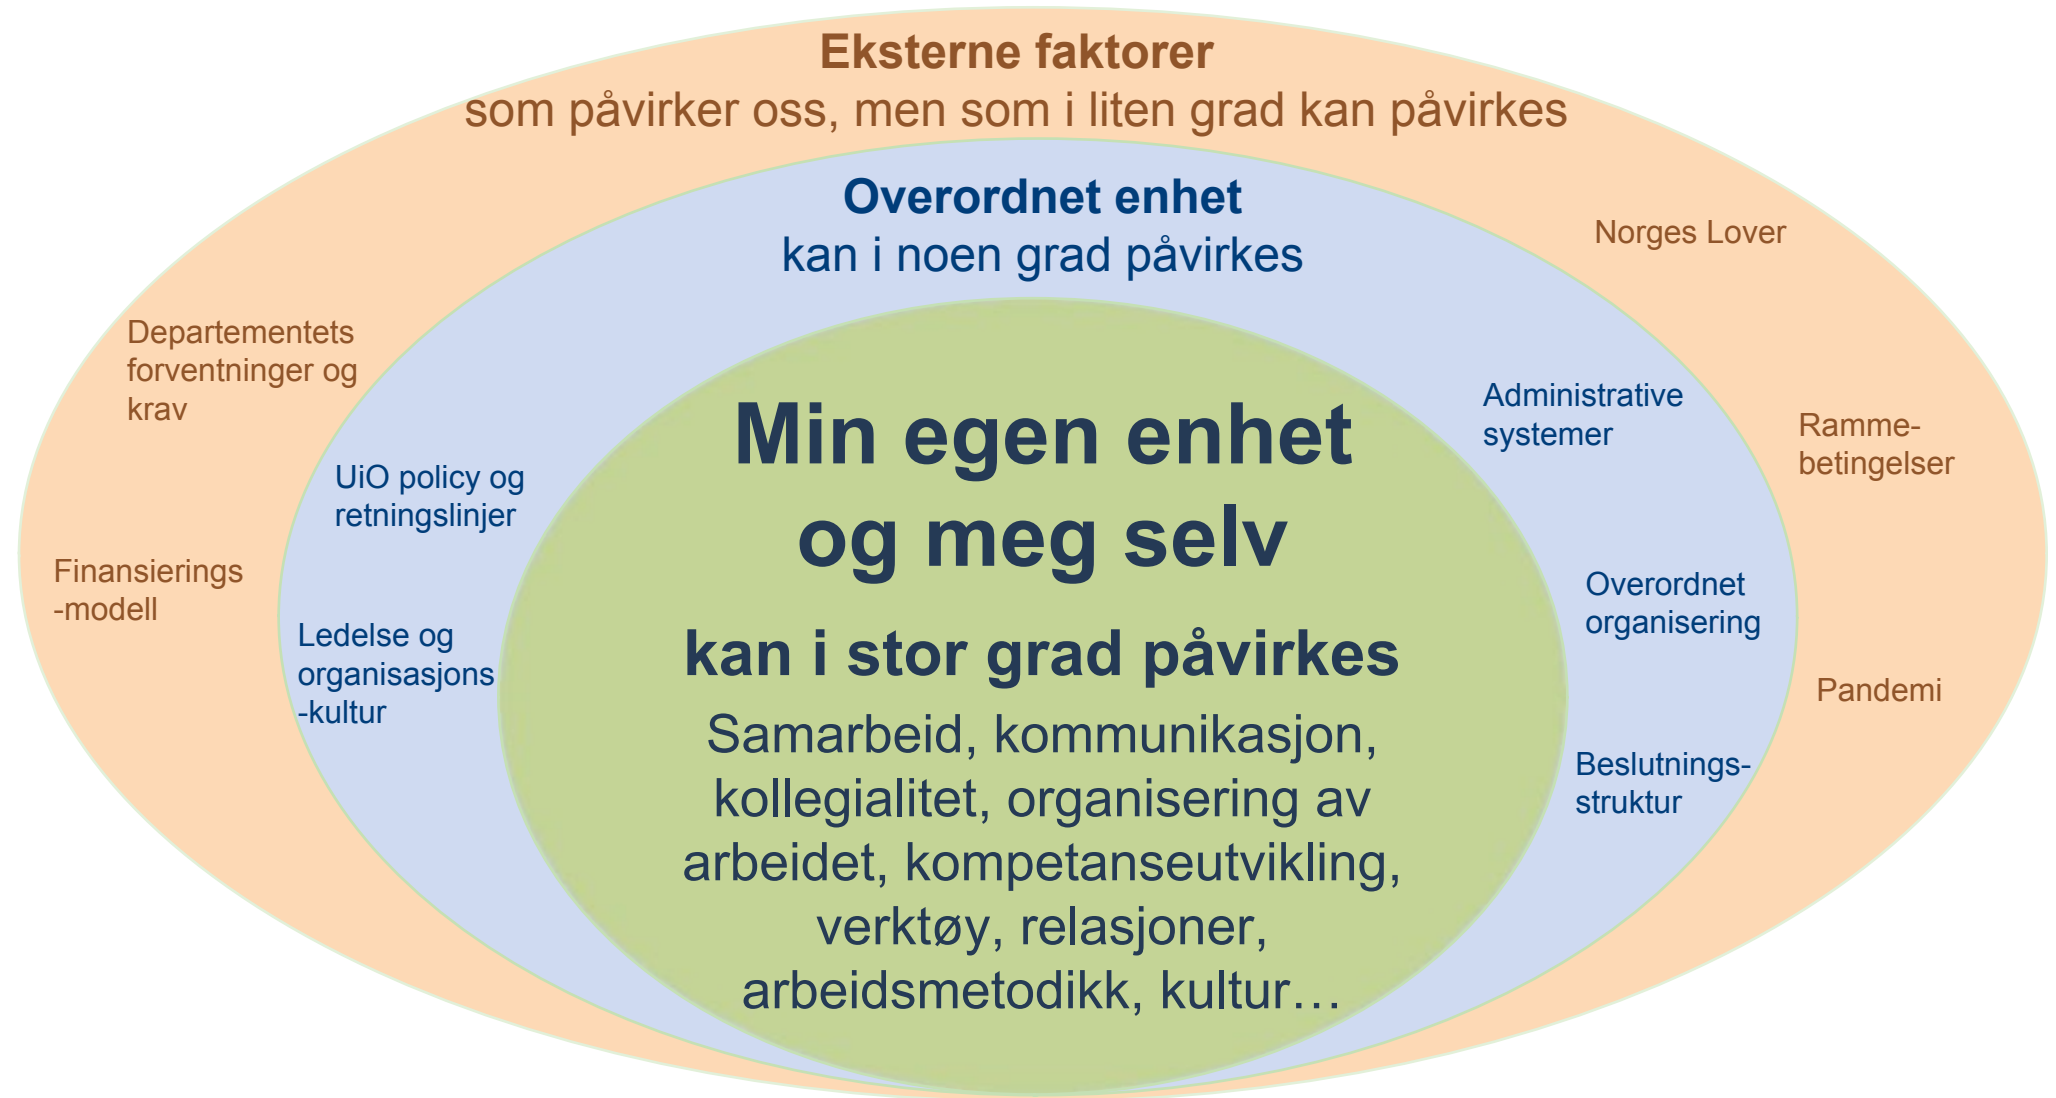 Eksterne faktorer
som påvirker oss, men som i liten grad kan påvirkes
Overordnet enhet
kan i noen grad påvirkes
Norges Lover
Departementets
forventninger og
krav
Administrative
systemer
Ramme-
betingelser
UiO policy og
retningslinjer
Min egen enhet
og meg selv
Finansierings
-modell
Overordnet
organisering
Ledelse og
organisasjons
-kultur
kan i stor grad påvirkes
Pandemi
Samarbeid, kommunikasjon,
kollegialitet, organisering av
arbeidet, kompetanseutvikling,
verktøy, relasjoner,
arbeidsmetodikk, kultur…
Beslutnings-
struktur